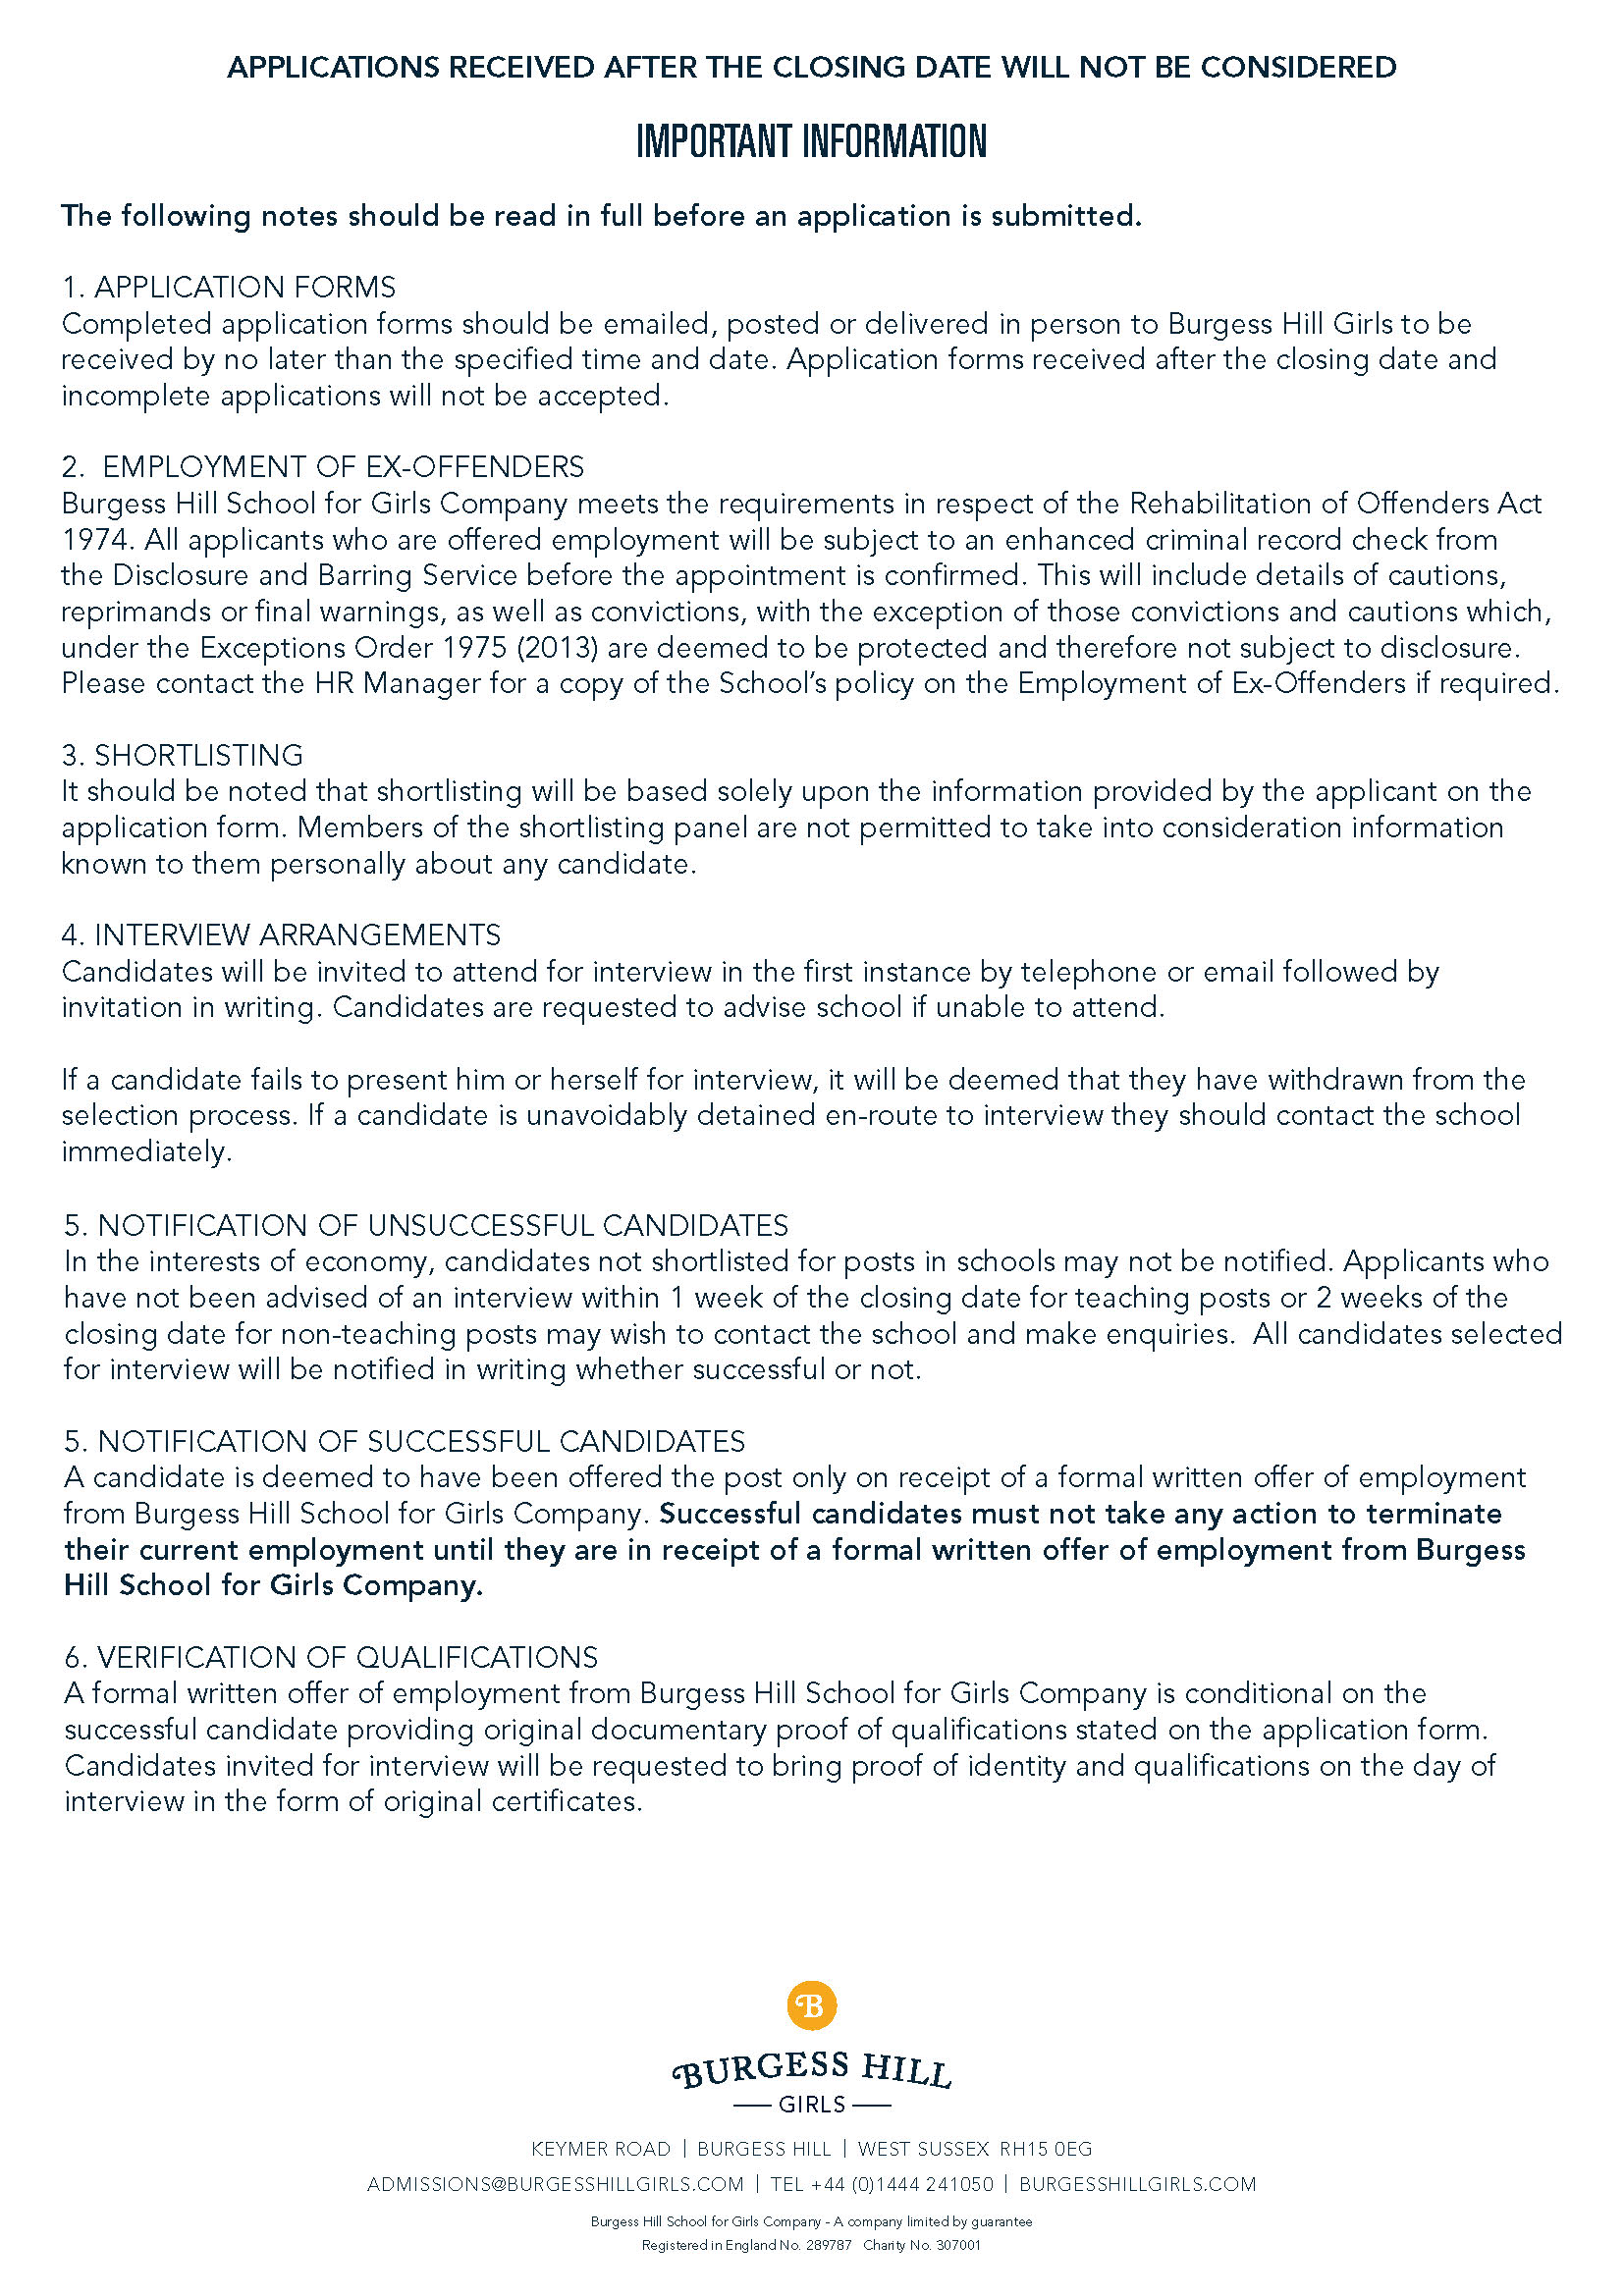 APPLICATIONS RECEIVED AFTER THE CLOSING DATE WILL NOT BE CONSIDERED
IMPORTANT INFORMATION
The following notes should be read in full before an application is submitted.
1. APPLICATION FORMS
Completed application forms should be emailed, posted or delivered in person to Burgess Hill Girls to be
received by no later than the specified time and date. Application forms received after the closing date and
incomplete applications will not be accepted.
2.  EMPLOYMENT OF EX-OFFENDERS
Burgess Hill School for Girls Company meets the requirements in respect of the Rehabilitation of Offenders Act
1974. All applicants who are offered employment will be subject to an enhanced criminal record check from
the Disclosure and Barring Service before the appointment is confirmed. This will include details of cautions,
reprimands or final warnings, as well as convictions, with the exception of those convictions and cautions which,
under the Exceptions Order 1975 (2013) are deemed to be protected and therefore not subject to disclosure.
Please contact the HR Manager for a copy of the School's policy on the Employment of Ex-Offenders if required.
3. SHORTLISTING
It should be noted that shortlisting will be based solely upon the information provided by the applicant on the
application form. Members of the shortlisting panel are not permitted to take into consideration information
known to them personally about any candidate.
4. INTERVIEW ARRANGEMENTS
Candidates will be invited to attend for interview in the first instance by telephone or email followed by
invitation in writing. Candidates are requested to advise school if unable to attend.
If a candidate fails to present him or herself for interview, it will be deemed that they have withdrawn from the
selection process. If a candidate is unavoidably detained en-route to interview they should contact the school
immediately.
5. NOTIFICATION OF UNSUCCESSFUL CANDIDATES
In the interests of economy, candidates not shortlisted for posts in schools may not be notified. Applicants who
have not been advised of an interview within 1 week of the closing date for teaching posts or 2 weeks of the
closing date for non-teaching posts may wish to contact the school and make enquiries.  All candidates selected
for interview will be notified in writing whether successful or not.
5. NOTIFICATION OF SUCCESSFUL CANDIDATES
A candidate is deemed to have been offered the post only on receipt of a formal written offer of employment
from Burgess Hill School for Girls Company. Successful candidates must not take any action to terminate
their current employment until they are in receipt of a formal written offer of employment from Burgess
Hill School for Girls Company.
6. VERIFICATION OF QUALIFICATIONS
A formal written offer of employment from Burgess Hill School for Girls Company is conditional on the
successful candidate providing original documentary proof of qualifications stated on the application form.
Candidates invited for interview will be requested to bring proof of identity and qualifications on the day of
interview in the form of original certificates.
B
BURGESS HILL
GIRLS
KEYMER ROAD | BURGESS HILL | WEST SUSSEX  RH15 0EG
ADMISSIONS@BURGESSHILLGIRLS.COM | TEL +44 (0)1444 241050 | BURGESSHILLGIRLS.COM
Burgess Hill School for Girls Company - A company limited by guarantee
Registered in England No. 289787   Charity No. 307001